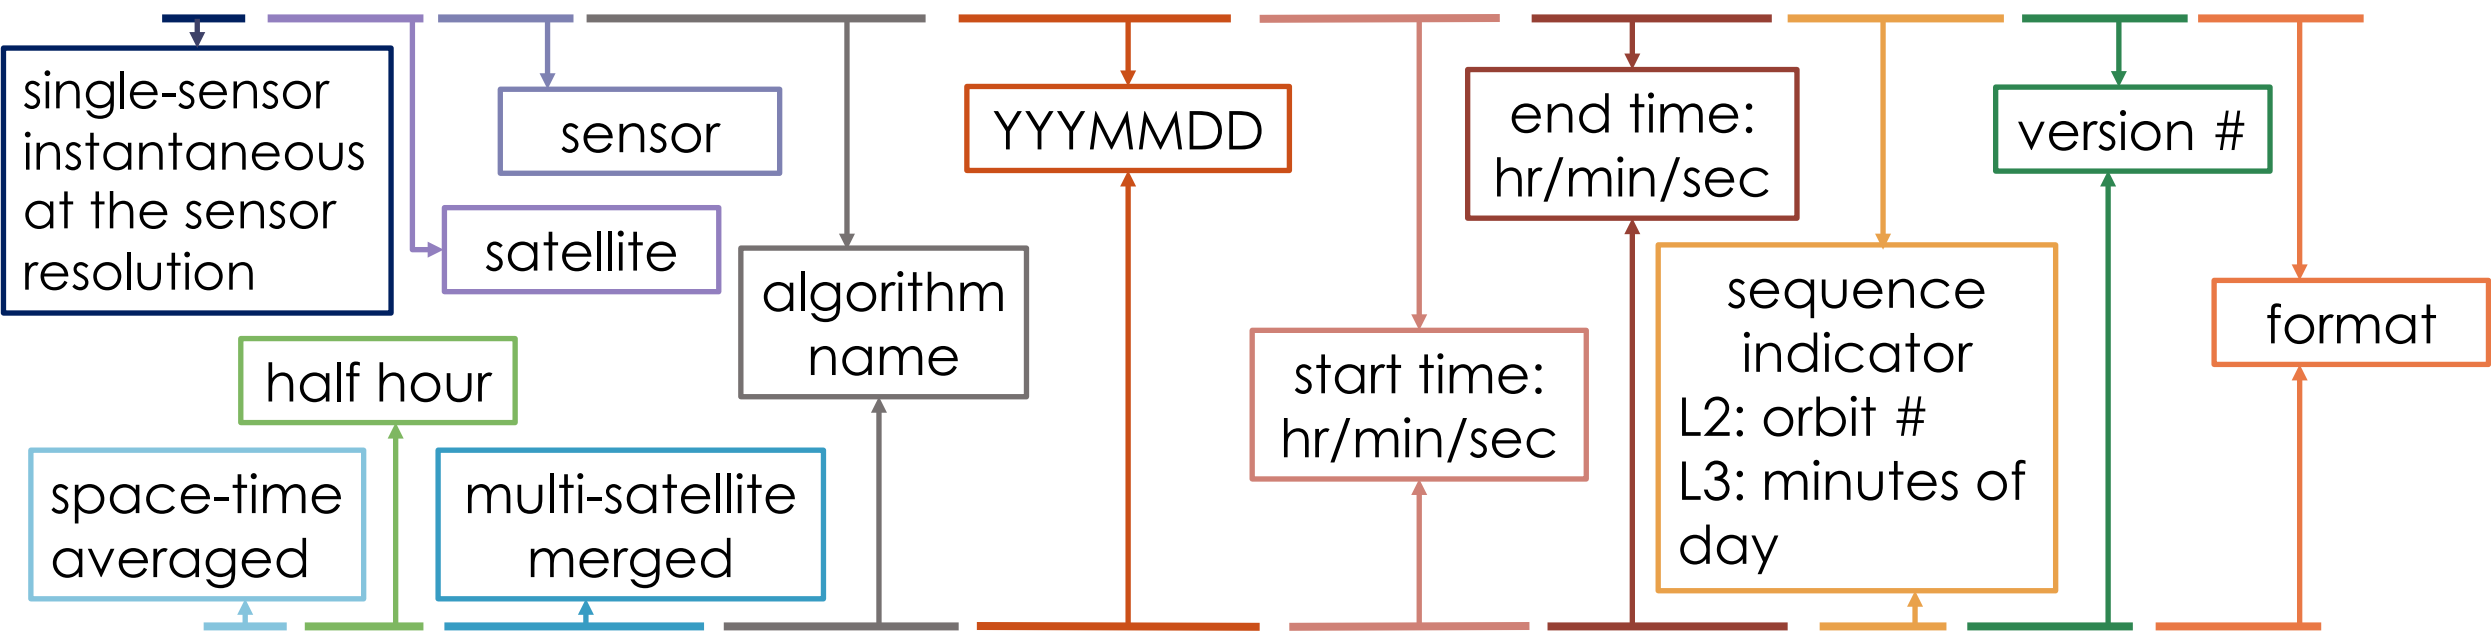 single-sensor
instantaneous
at the sensor
resolution
sensor
satellite
half hour
space-time
averaged
multi-satellite
merged
algorithm
name
YYYMMDD
start time:
hr/min/sec
end time:
hr/min/sec
sequence
indicator
L2: orbit #
L3: minutes of
day
version #
format